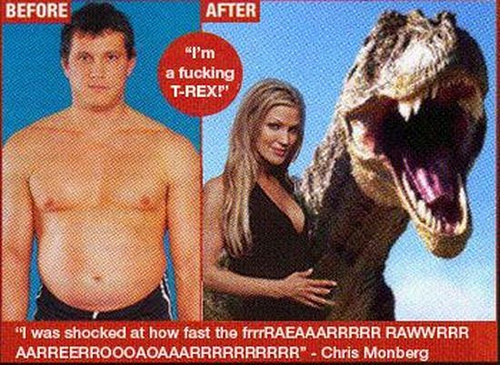 BEFORE
AFTER
“I’m
a fucking
T-REX!”
“I was shocked at how fast the frrrRAEAAARRRRR RAWWRRR
AARREERROOOAOAAARRRRRRRRRRR” - Chris Monberg